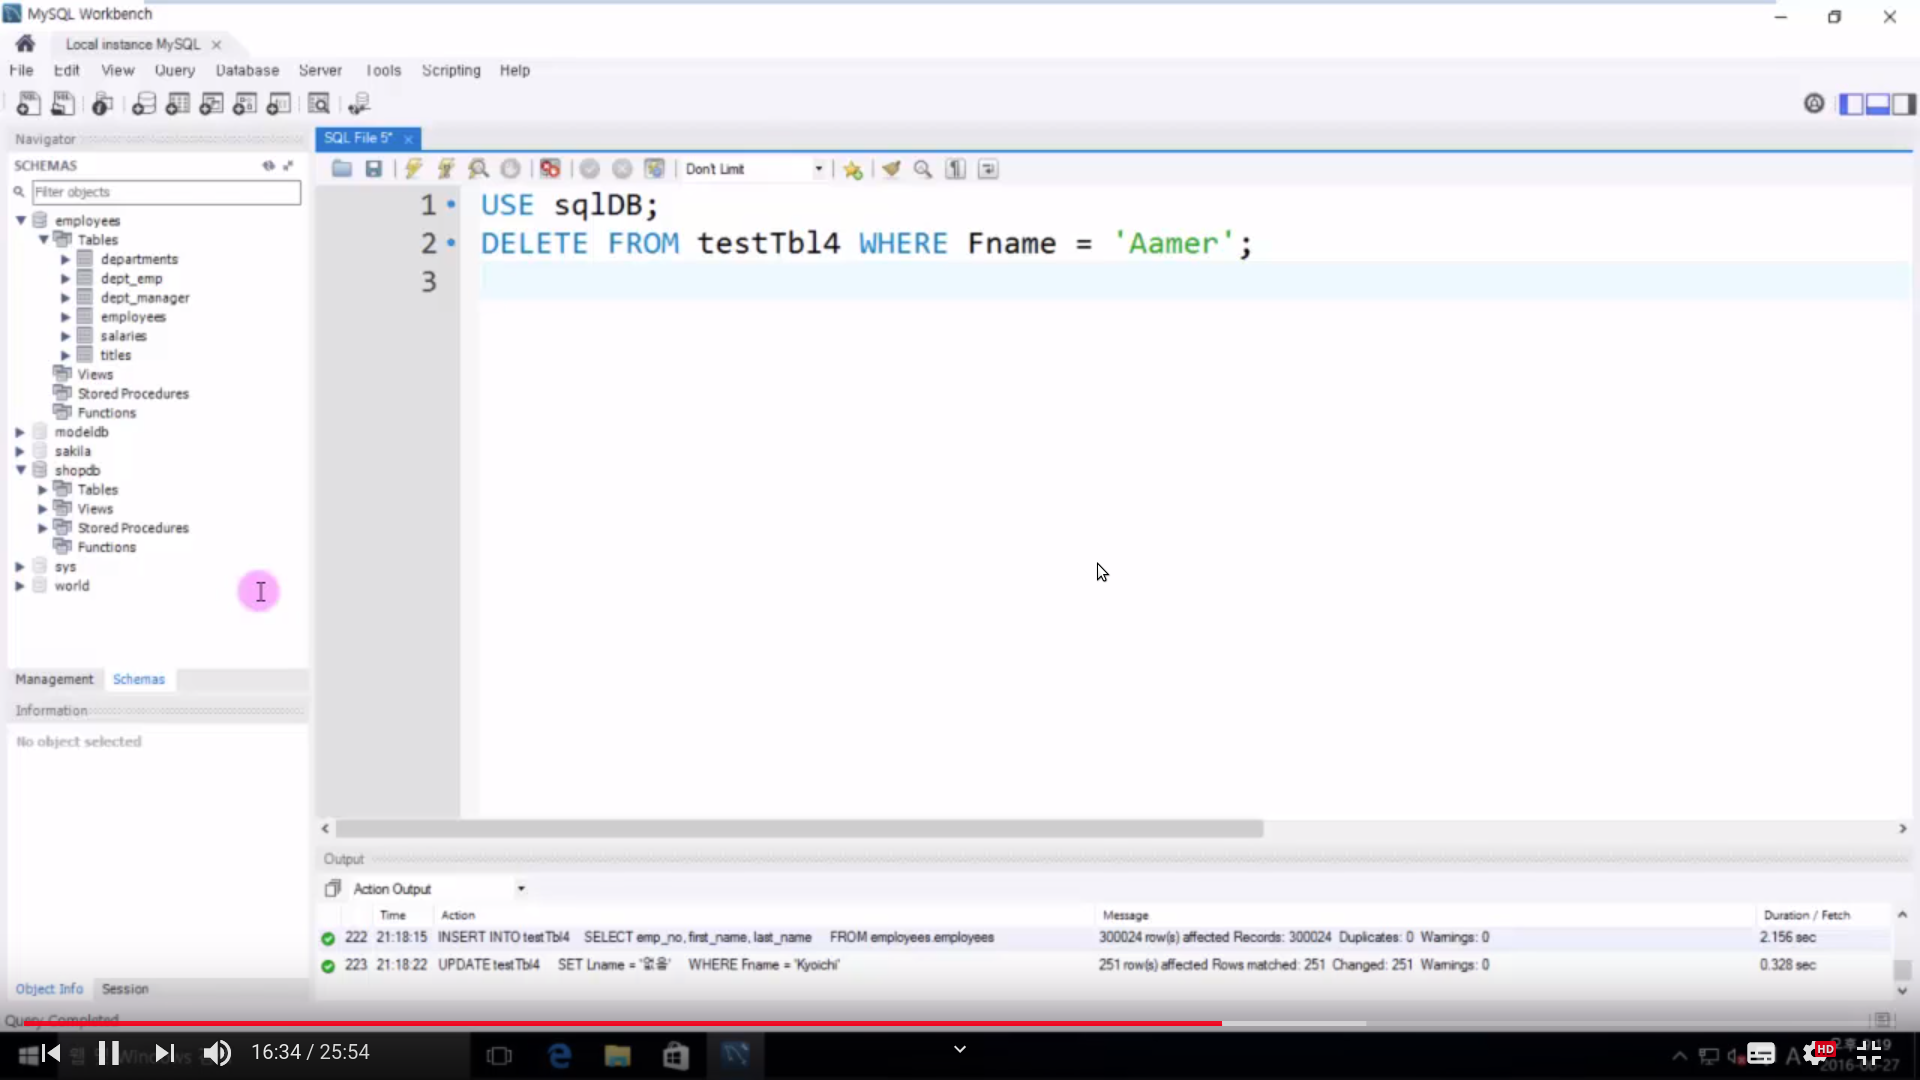 MySQL Workbench
Local instance MySQL
File Edit View Query Database Server Tools Scripting Help
Navigator
SCHEMAS
Filter objects
employees
Tables
departments
dept_emp
dept_manager
employees
salaries
titles
Views
Stored Procedures
Functions
modeldb
sakila
shopdb
Tables
Views
Stored Procedures
Functions
sys
world
Management Schemas
Information
No object selected
Object Info Session
Query Completed
SQL File 5*
Don't Limit
1 USE sqlDB;
2 DELETE FROM testTbl4 WHERE Fname = 'Aamer';
3
Output
Action Output
Time Action Message Duration / Fetch
222 21:18:15 INSERT INTO testTbl4 SELECT emp_no, first_name, last_name FROM employees.employees 300024 row(s) affected Records: 300024 Duplicates: 0 Warnings: 0 2.156 sec
223 21:18:22 UPDATE testTbl4 SET Lname = '없음' WHERE Fname = 'Kyoichi' 251 row(s) affected Rows matched: 251 Changed: 251 Warnings: 0 0.328 sec
16:34 / 25:54
HD